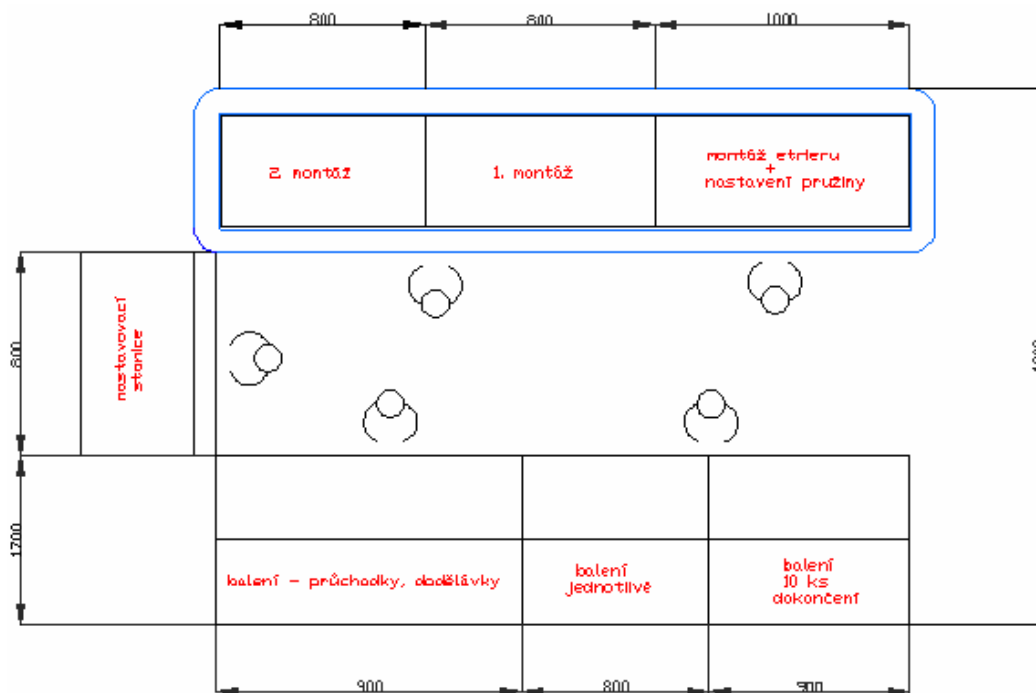 800 800 1000
2. montáž
1. montáž
montáž etrieru
+
nastavení pružiny
800
nastavovací
stanice
1700
balení - průchodky, dodělávky
balení
jednotlivě
balení
10 ks
dokončení
900 800 900